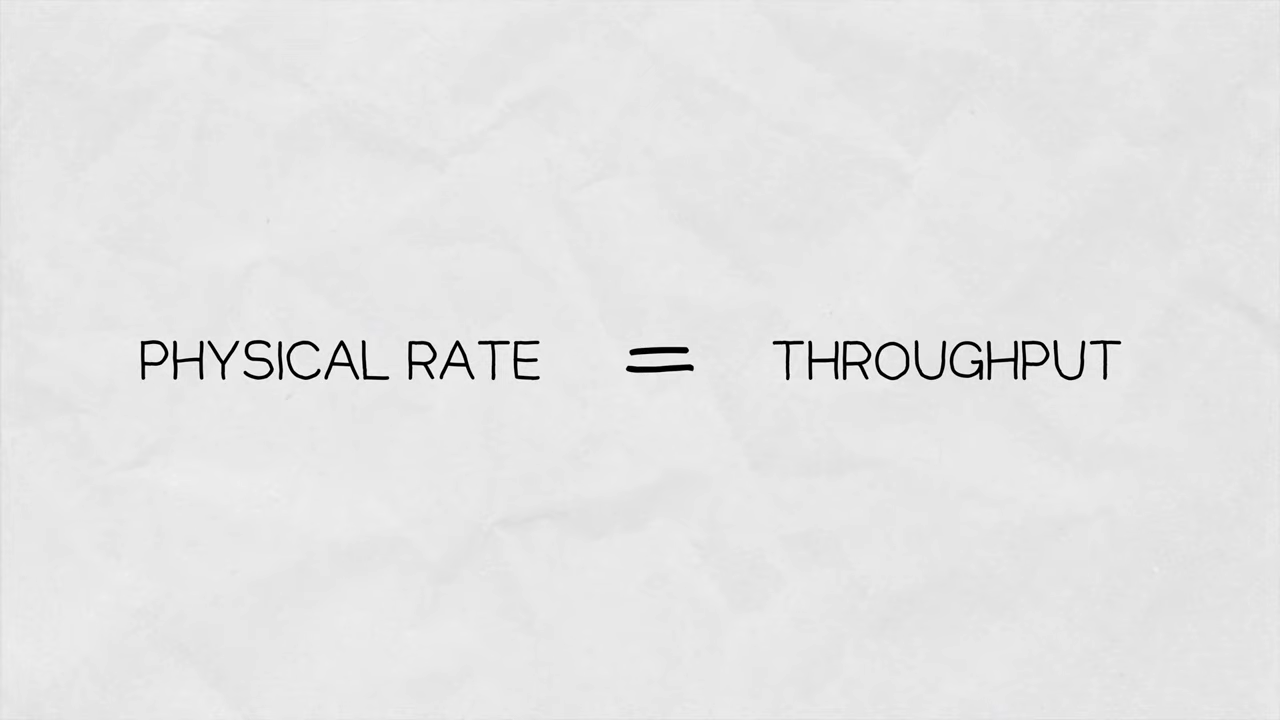 PHYSICAL RATE = THROUGHPUT